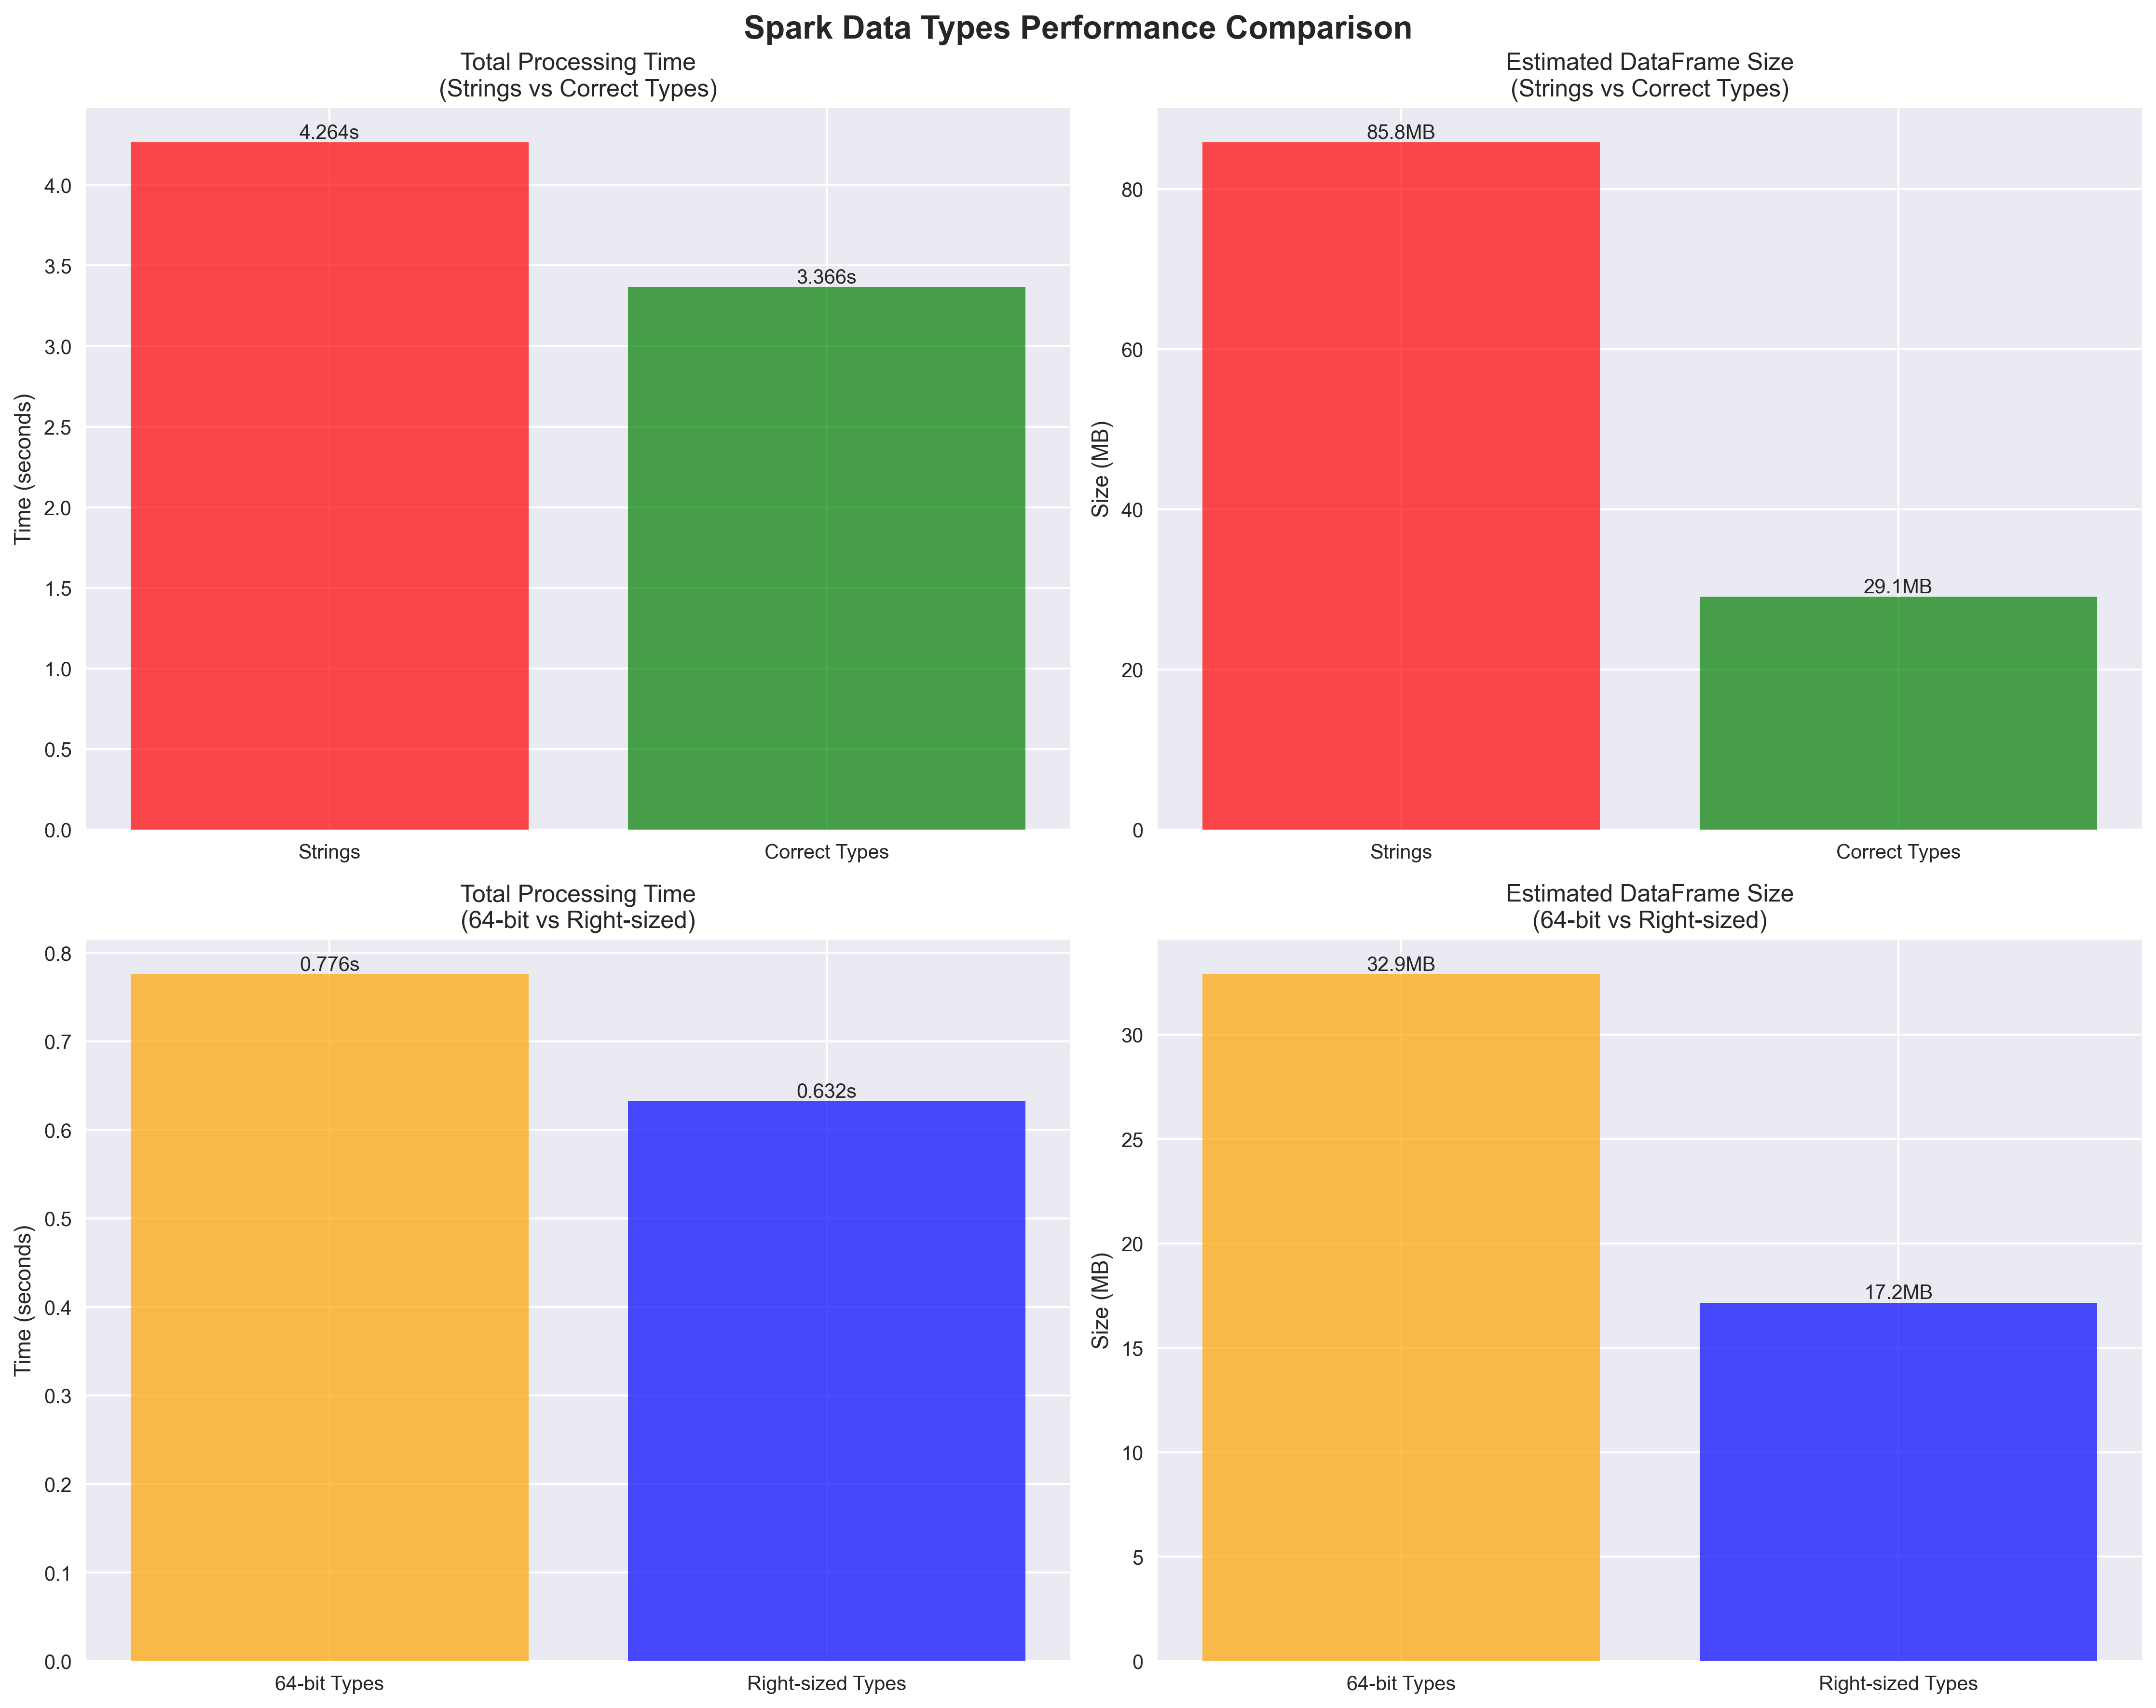 Spark Data Types Performance Comparison
Total Processing Time
(Strings vs Correct Types)
4.264s
3.366s
4.0
3.5
3.0
2.5
2.0
1.5
1.0
0.5
0.0
Time (seconds)
Strings
Correct Types
Estimated DataFrame Size
(Strings vs Correct Types)
85.8MB
29.1MB
80
60
40
20
0
Size (MB)
Strings
Correct Types
Total Processing Time
(64-bit vs Right-sized)
0.776s
0.632s
0.8
0.7
0.6
0.5
0.4
0.3
0.2
0.1
0.0
Time (seconds)
64-bit Types
Right-sized Types
Estimated DataFrame Size
(64-bit vs Right-sized)
32.9MB
17.2MB
30
25
20
15
10
5
0
Size (MB)
64-bit Types
Right-sized Types